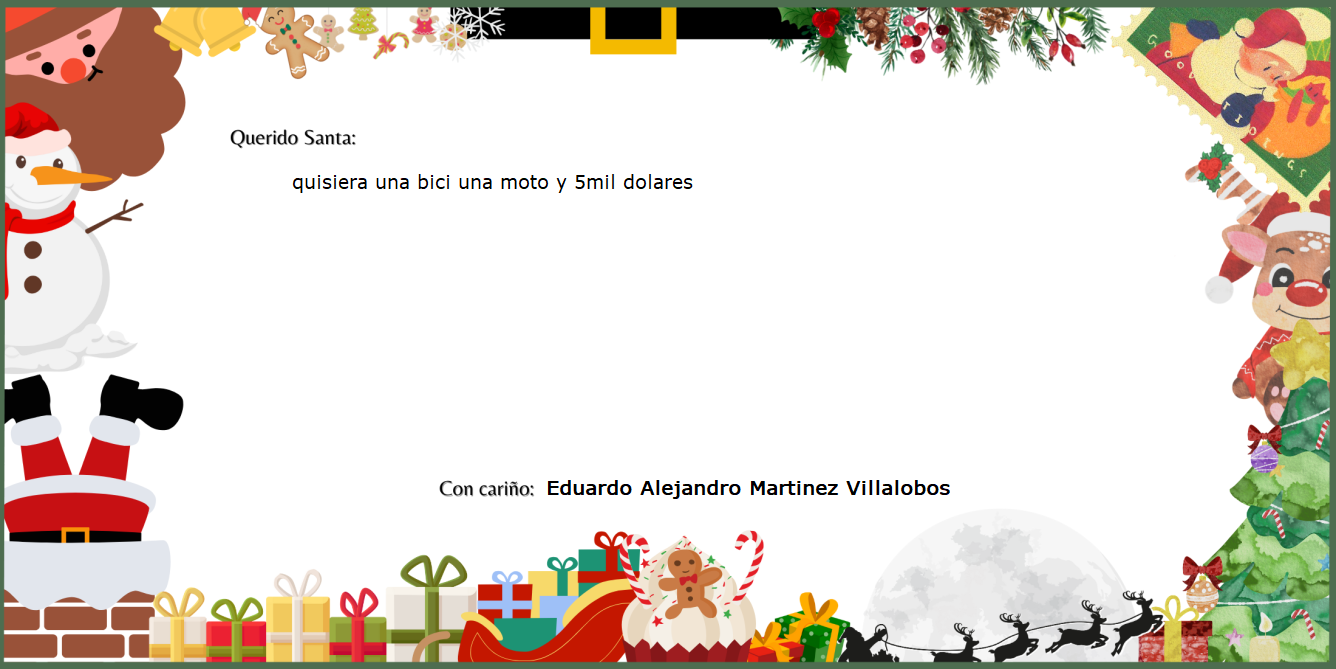 Querido Santa:
quisiera una bici una moto y 5mil dolares
Con cariño: Eduardo Alejandro Martinez Villalobos